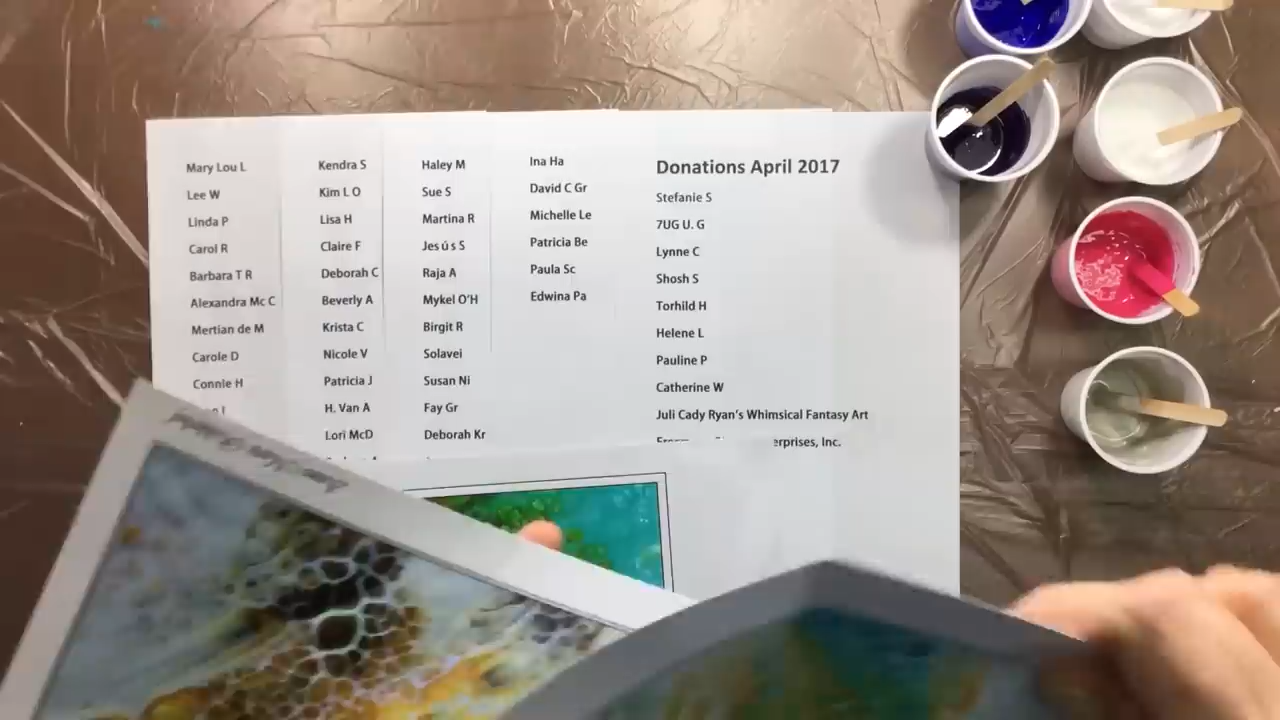 Mary Lou L
Lee W
Linda P
Carol R
Barbara T R
Alexandra Mc C
Mertian de M
Carole D
Connie H
Kendra S
Kim L O
Lisa H
Claire F
Deborah C
Beverly A
Krista C
Nicole V
Patricia J
H. Van A
Lori McD
Haley M
Sue S
Martina R
Jesús S
Raja A
Mykel O'H
Birgit R
Solavei
Susan Ni
Fay Gr
Deborah Kr
Ina Ha
David C Gr
Michelle Le
Patricia Be
Paula Sc
Edwina Pa
Donations April 2017
Stefanie S
7UG U. G
Lynne C
Shosh S
Torhild H
Helene L
Pauline P
Catherine W
Juli Cady Ryan's Whimsical Fantasy Art
Inc.